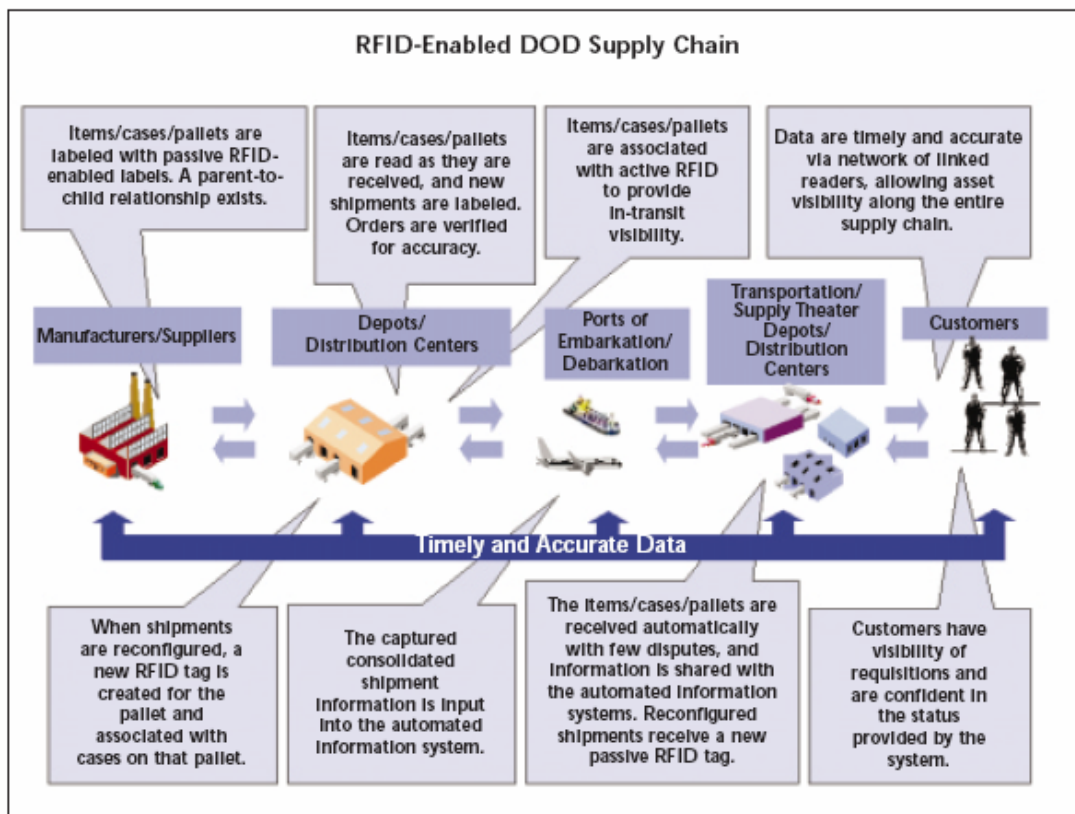 RFID-Enabled DOD Supply Chain
Items/cases/pallets are
labeled with passive RFID-
enabled labels. A parent-to-
child relationship exists.
Items/cases/pallets
are read as they are
received, and new
shipments are labeled.
Orders are verified
for accuracy.
Items/cases/pallets
are associated
with active RFID
to provide
in-transit
visibility.
Data are timely and accurate
via network of linked
readers, allowing asset
visibility along the entire
supply chain.
Manufacturers/Suppliers
Depots/
Distribution Centers
Ports of
Embarkation/
Debarkation
Transportation/
Supply Theater
Depots/
Distribution
Centers
Customers
Timely and Accurate Data
When shipments
are reconfigured, a
new RFID tag is
created for the
pallet and
associated with
cases on that pallet.
The captured
consolidated
shipment
information is input
into the automated
information system.
The items/cases/pallets are
received automatically
with few disputes, and
information is shared with
the automated information
systems. Reconfigured
shipments receive a new
passive RFID tag.
Customers have
visibility of
requisitions and
are confident in
the status
provided by the
system.